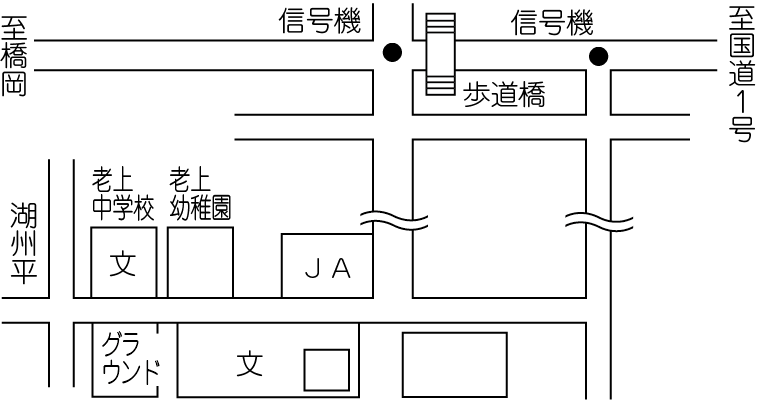 至橋岡
信号機
信号機
至国道1号
歩道橋
湖州平
老上
中学校
老上
幼稚園
文
ＪＡ
グラ
ウンド
文